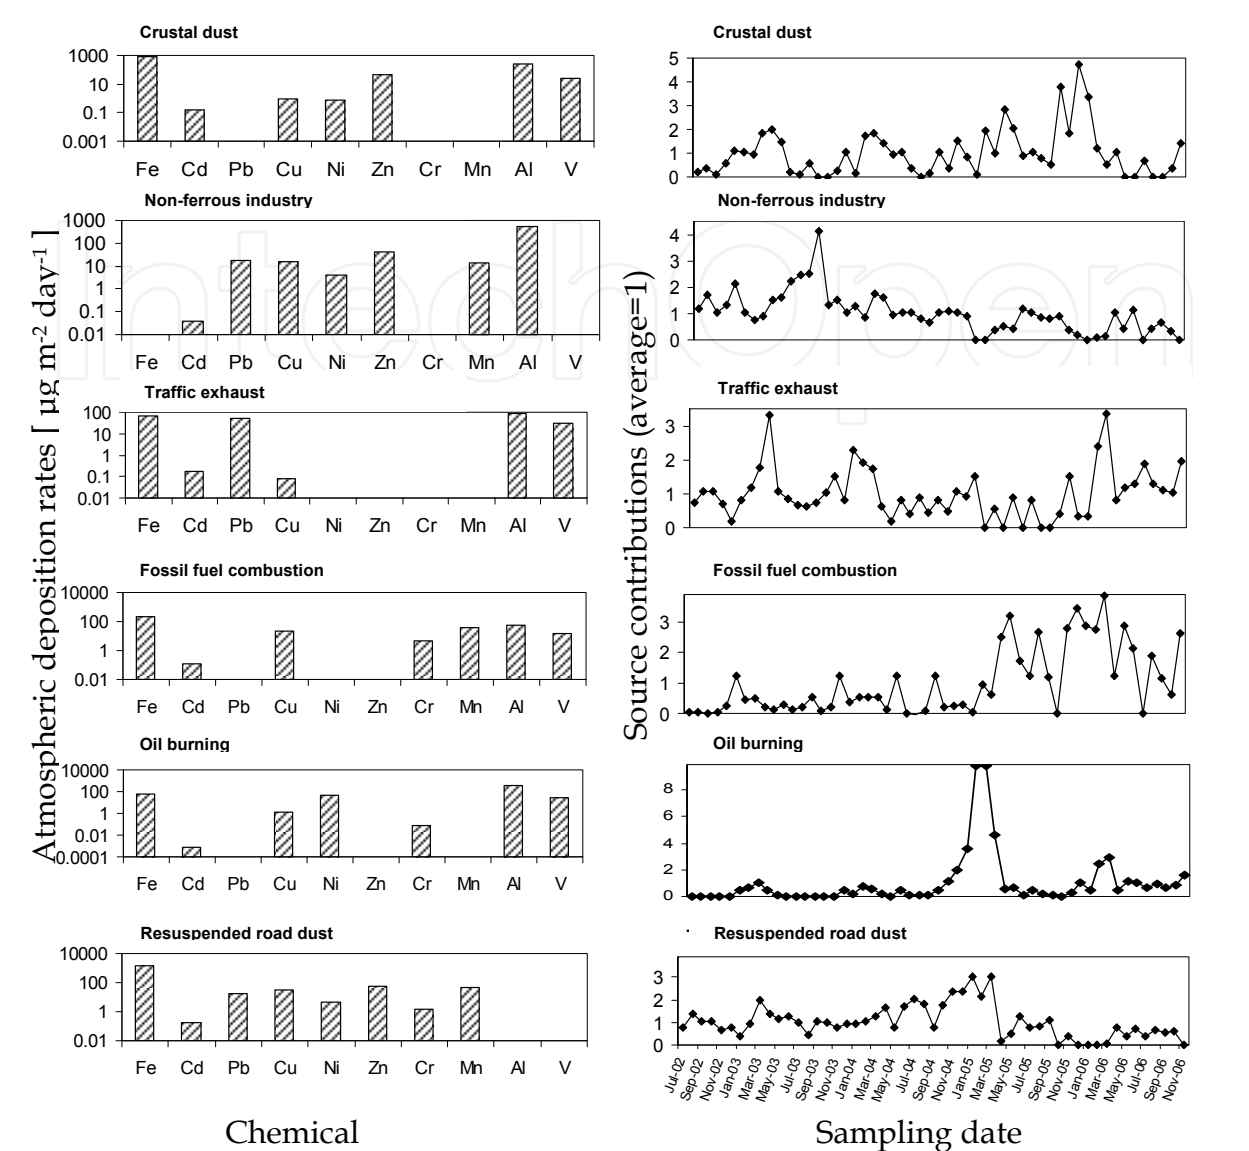 Crustal dust
1000
10
0.1
0.001
Fe Cd Pb Cu Ni Zn Cr Mn Al V
Non-ferrous industry
1000
100
10
1
0.1
0.01
Fe Cd Pb Cu Ni Zn Cr Mn Al V
Traffic exhaust
100
10
1
0.1
0.01
Fe Cd Pb Cu Ni Zn Cr Mn Al V
Fossil fuel combustion
10000
100
1
0.01
Fe Cd Pb Cu Ni Zn Cr Mn Al V
Oil burning
10000
100
1
0.01
0.0001
Fe Cd Pb Cu Ni Zn Cr Mn Al V
Resuspended road dust
10000
100
1
0.01
Fe Cd Pb Cu Ni Zn Cr Mn Al V
Atmospheric deposition rates [ µg m-2 day-1 ]
Chemical
Crustal dust
5
4
3
2
1
0
Non-ferrous industry
4
3
2
1
0
Traffic exhaust
3
2
1
0
Fossil fuel combustion
3
2
1
0
Oil burning
8
6
4
2
0
Resuspended road dust
3
2
1
0
Jul-02 Sep-02 Nov-02 Jan-03 Mar-03 May-03 Jul-03 Sep-03 Nov-03 Jan-04 Mar-04 May-04 Jul-04 Sep-04 Nov-04 Jan-05 Mar-05 May-05 Jul-05 Sep-05 Nov-05 Jan-06 Mar-06 May-06 Jul-06 Sep-06 Nov-06
Source contributions (average=1)
Sampling date
IntechOpen